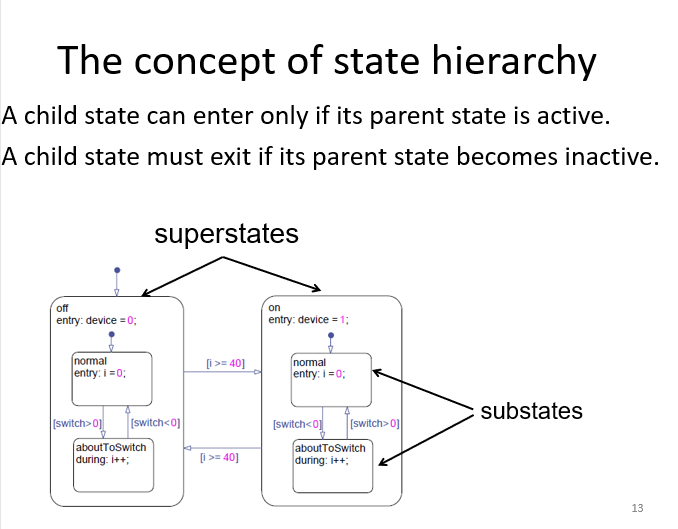 The concept of state hierarchy
A child state can enter only if its parent state is active.
A child state must exit if its parent state becomes inactive.
superstates
off
entry: device =0;
normal
entry: i =0;
[switch>0]
[switch<0]
aboutToSwitch
during: i++;
[i >= 40]
[i >= 40]
on
entry: device =1;
normal
entry: i =0;
[switch<0]
[switch>0]
aboutToSwitch
during: i++;
substates
13